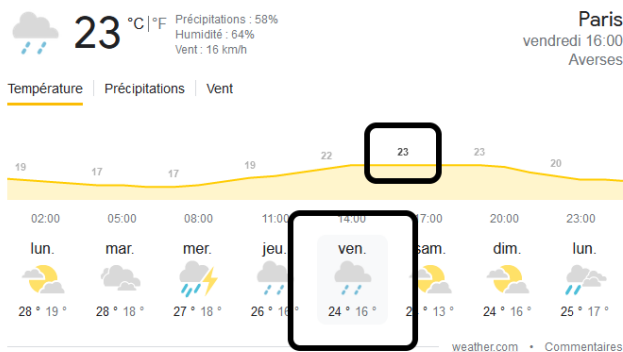 23 °C|°F
Précipitations : 58%
Humidité : 64%
Vent : 16 km/h
Paris
vendredi 16:00
Averses
Température Précipitations Vent
19 17 17 19 22 23 23 20
02:00 05:00 08:00 11:00 14:00 17:00 20:00 23:00
lun. mar. mer. jeu. ven. sam. dim. lun.
28 ° 19 ° 28 ° 18 ° 27 ° 18 ° 26 ° 16 ° 24 ° 16 ° 13 ° 24 ° 16 ° 25 ° 17 °
weather.com • Commentaires